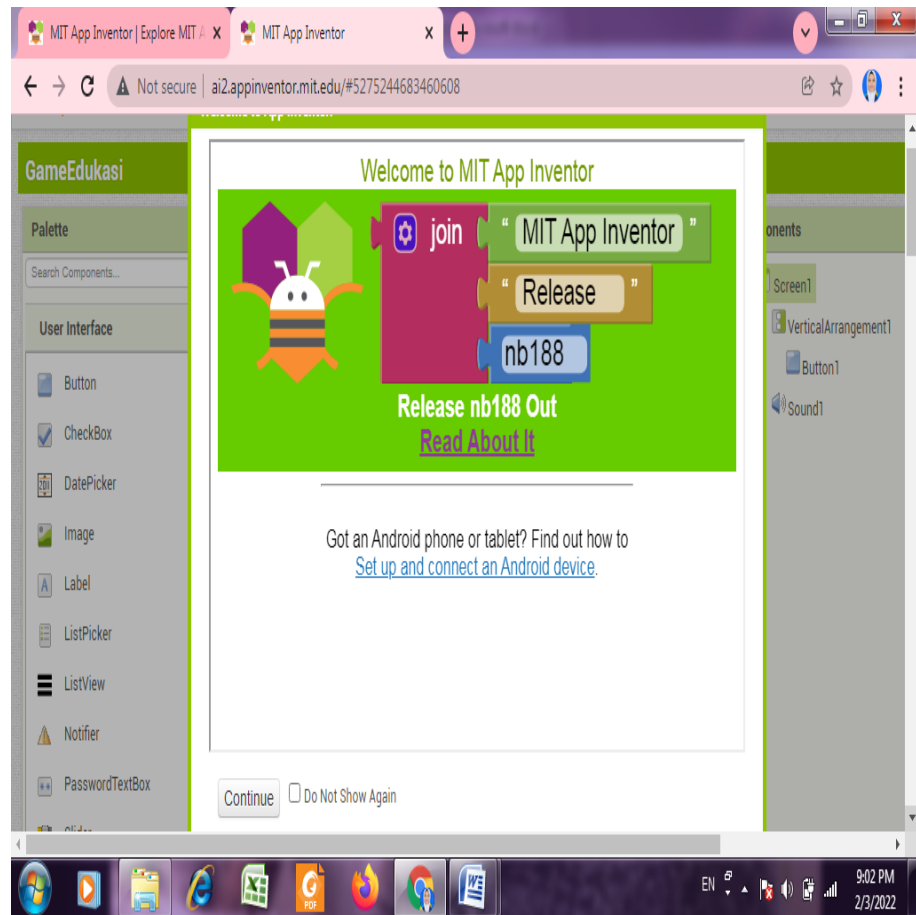 MIT App Inventor | Explore MIT A
MIT App Inventor
Not secure
ai2.appinventor.mit.edu/#5275244683460608
GameEdukasi
Palette
Search Components...
User Interface
Button
CheckBox
DatePicker
Image
Label
ListPicker
ListView
Notifier
PasswordTextBox
Welcome to MIT App Inventor
join
“ MIT App Inventor ”
“ Release ”
nb188
Release nb188 Out
Read About It
Got an Android phone or tablet? Find out how to
Set up and connect an Android device.
Continue
Do Not Show Again
onents
Screen1
VerticalArrangement1
Button1
Sound1
PDF
EN
9:02 PM
2/3/2022